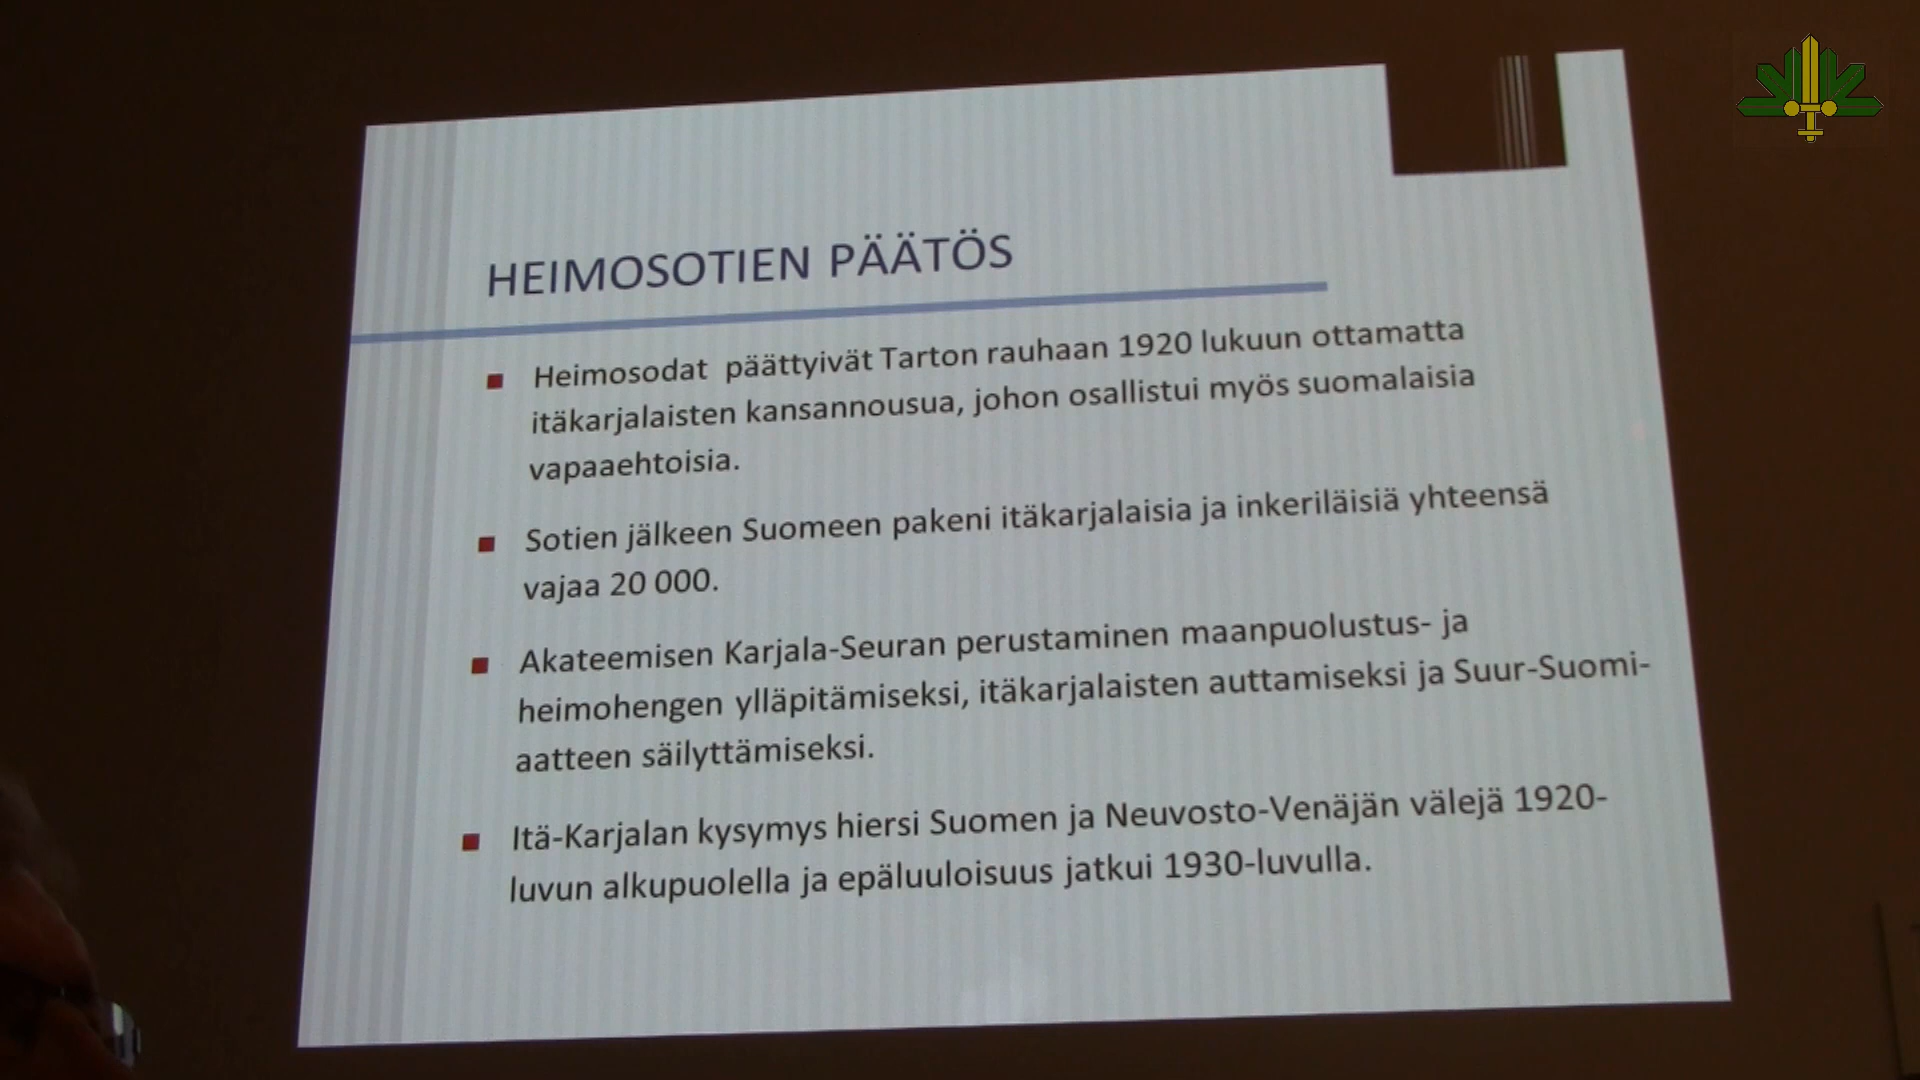 HEIMOSOTIEN PÄÄTÖS
Heimosodat päättyivät Tarton rauhaan 1920 lukuun ottamatta
itäkarjalaisten kansannousua, johon osallistui myös suomalaisia
vapaaehtoisia.
Sotien jälkeen Suomeen pakeni itäkarjalaisia ja inkeriläisiä yhteensä
vajaa 20 000.
Akateemisen Karjala-Seuran perustaminen maanpuolustus- ja
heimohengen ylläpitämiseksi, itäkarjalaisten auttamiseksi ja Suur-Suomi-
aatteen säilyttämiseksi.
Itä-Karjalan kysymys hiersi Suomen ja Neuvosto-Venäjän välejä 1920-
luvun alkupuolella ja epäluuloisuus jatkui 1930-luvulla.